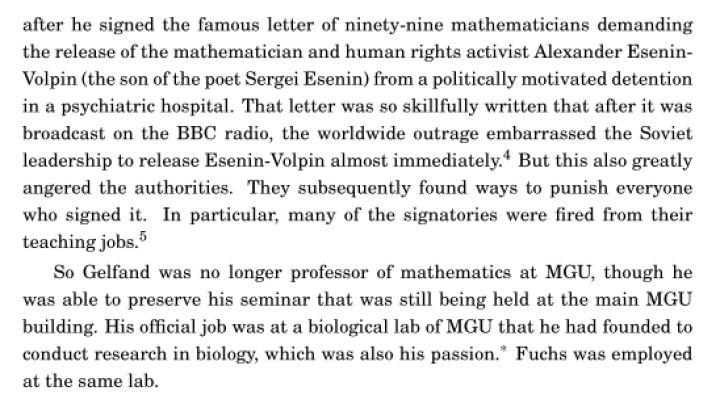 after he signed the famous letter of ninety-nine mathematicians demanding
the release of the mathematician and human rights activist Alexander Esenin-
Volpin (the son of the poet Sergei Esenin) from a politically motivated detention
in a psychiatric hospital. That letter was so skillfully written that after it was
broadcast on the BBC radio, the worldwide outrage embarrassed the Soviet
leadership to release Esenin-Volpin almost immediately.⁴ But this also greatly
angered the authorities. They subsequently found ways to punish everyone
who signed it. In particular, many of the signatories were fired from their
teaching jobs.⁵
So Gelfand was no longer professor of mathematics at MGU, though he
was able to preserve his seminar that was still being held at the main MGU
building. His official job was at a biological lab of MGU that he had founded to
conduct research in biology, which was also his passion.* Fuchs was employed
at the same lab.